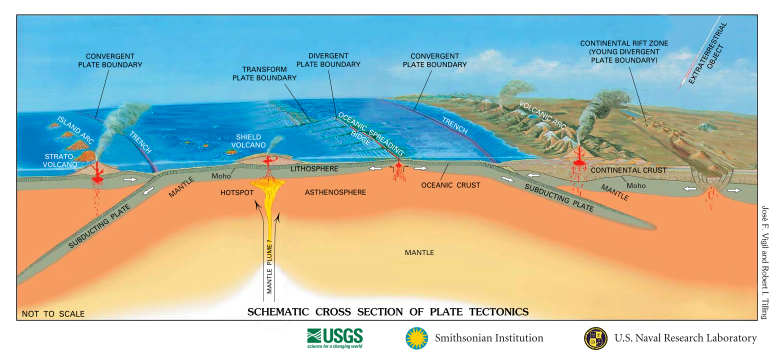 CONVERGENT
PLATE BOUNDARY
TRANSFORM
PLATE BOUNDARY
DIVERGENT
PLATE BOUNDARY
CONVERGENT
PLATE BOUNDARY
CONTINENTAL RIFT ZONE
(YOUNG DIVERGENT
PLATE BOUNDARY)
EXTRATERRESTRIAL
OBJECT
ISLAND ARC
TRENCH
STRATO-
VOLCANO
SHIELD
VOLCANO
OCEANIC SPREADING
RIDGE
TRENCH
VOLCANIC ARC
LITHOSPHERE
CONTINENTAL CRUST
MANTLE
Moho
HOTSPOT
ASTHENOSPHERE
OCEANIC CRUST
Moho
MANTLE
SUBDUCTING PLATE
SUBDUCTING PLATE
MANTLE PLUME ?
MANTLE
NOT TO SCALE
SCHEMATIC CROSS SECTION OF PLATE TECTONICS
José F. Vigil and Robert I. Tilling
USGS
science for a changing world
Smithsonian Institution
U.S. Naval Research Laboratory